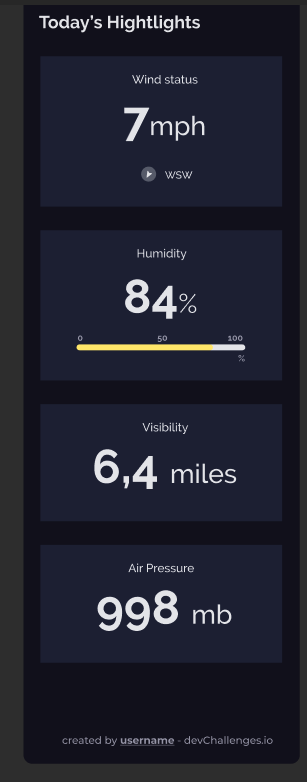 Today's Hightlights
Wind status
7mph
WSW
Humidity
84%
0 50 100
%
Visibility
6,4 miles
Air Pressure
998 mb
created by username - devChallenges.io